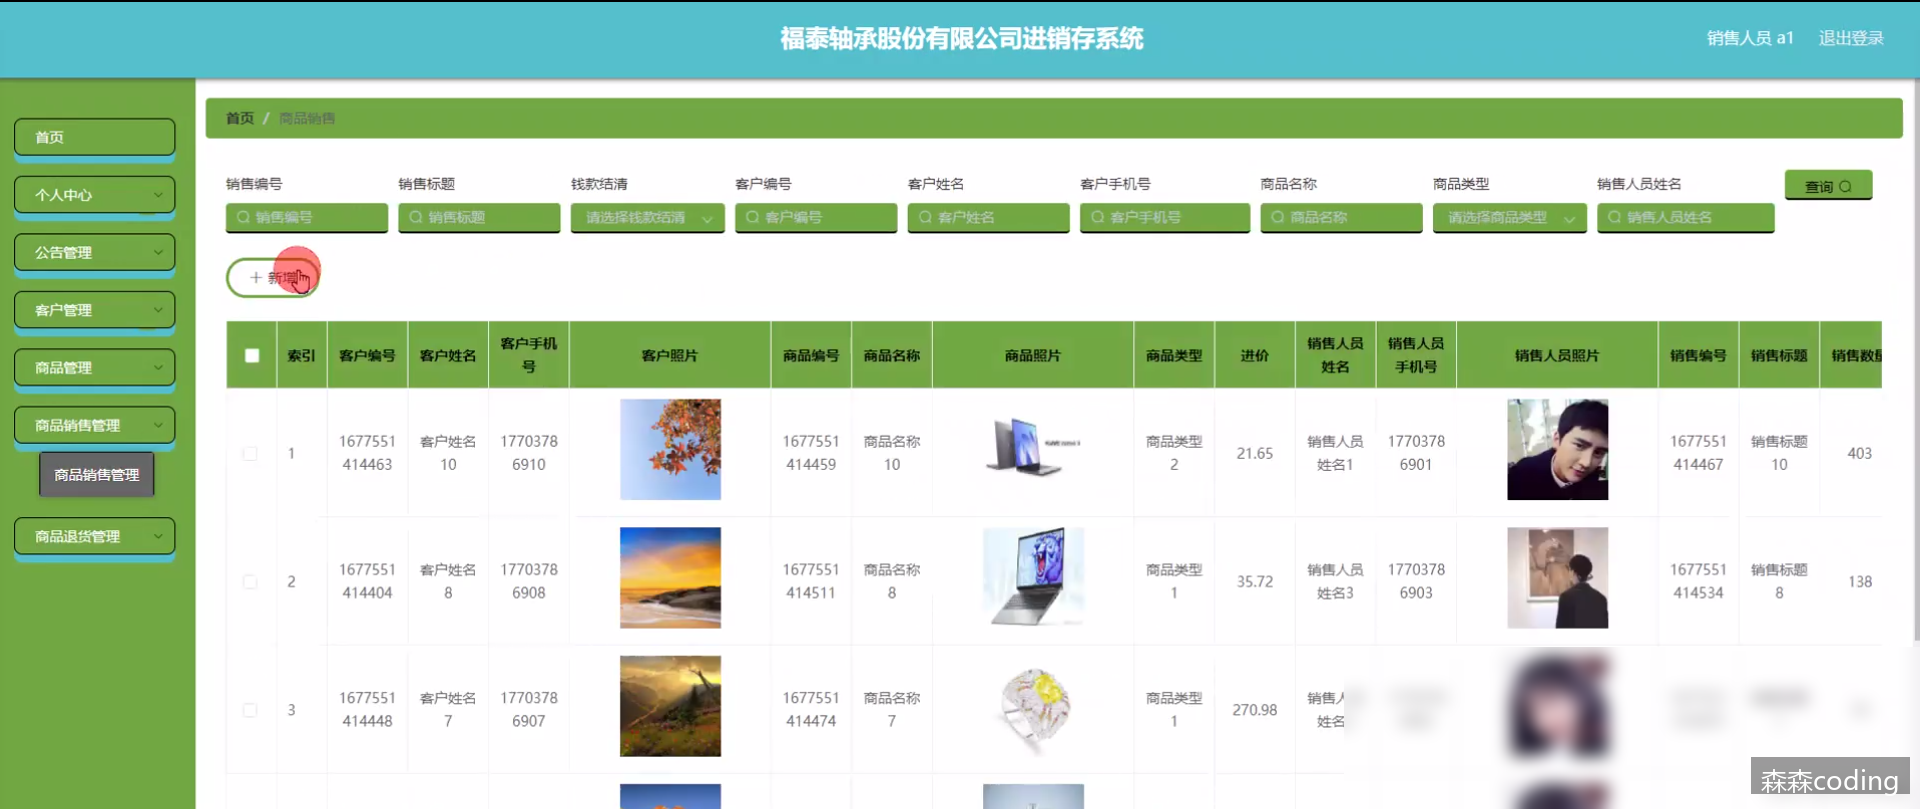 福泰轴承股份有限公司进销存系统
销售人员 a1 退出登录
首页
个人中心
公告管理
客户管理
商品管理
商品销售管理
商品销售管理
商品退货管理
首页 / 商品销售
销售编号 销售标题 钱款结清 客户编号 客户姓名 客户手机号 商品名称 商品类型 销售人员姓名
销售编号 销售标题 请选择钱款结清 客户编号 客户姓名 客户手机号 商品名称 请选择商品类型 销售人员姓名
查询
+ 新增
索引 客户编号 客户姓名 客户手机号 客户照片 商品编号 商品名称 商品照片 商品类型 进价 销售人员姓名 销售人员手机号 销售人员照片 销售编号 销售标题 销售数
1 1677551414463 客户姓名10 17703786910 1677551414459 商品名称10 商品类型2 21.65 销售人员姓名1 17703786901 1677551414467 销售标题10 403
2 1677551414404 客户姓名8 17703786908 1677551414511 商品名称8 商品类型1 35.72 销售人员姓名3 17703786903 1677551414534 销售标题8 138
3 1677551414448 客户姓名7 17703786907 1677551414474 商品名称7 商品类型1 270.98 销售 姓名
森森coding